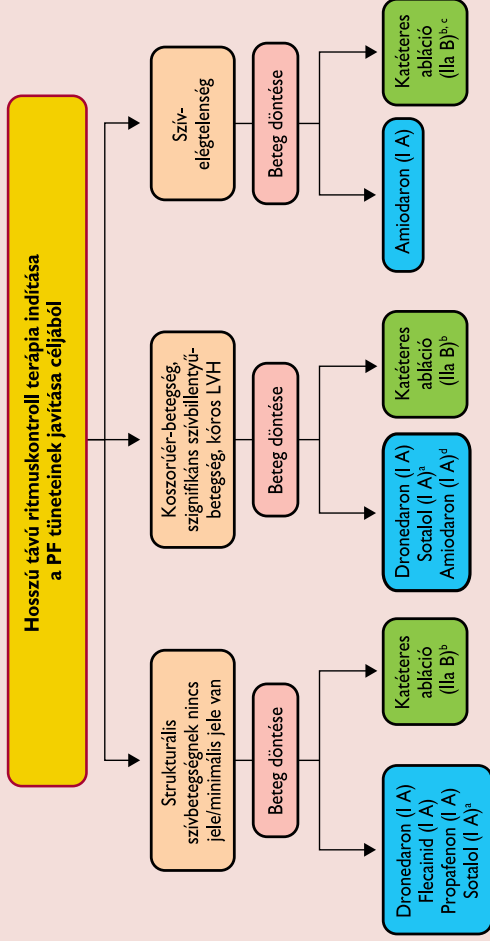 Hosszú távú ritmuskontroll terápia indítása
a PF tüneteinek javítása céljából
Strukturális
szívbetegségnek nincs
jele/minimális jele van
Koszorúér-betegség,
szignifikáns szívbillentyű-
betegség, kóros LVH
Szív-
elégtelenség
Beteg döntése
Beteg döntése
Beteg döntése
Dronedaron (I A)
Flecainid (I A)
Propafenon (I A)
Sotalol (I A)ᵃ
Katéteres
abláció
(IIa B)ᵇ
Dronedaron (I A)
Sotalol (I A)ᵃ
Amiodaron (I A)ᵈ
Katéteres
abláció
(IIa B)ᵇ
Amiodaron (I A)
Katéteres
abláció
(IIa B)ᵇ˒ ᶜ